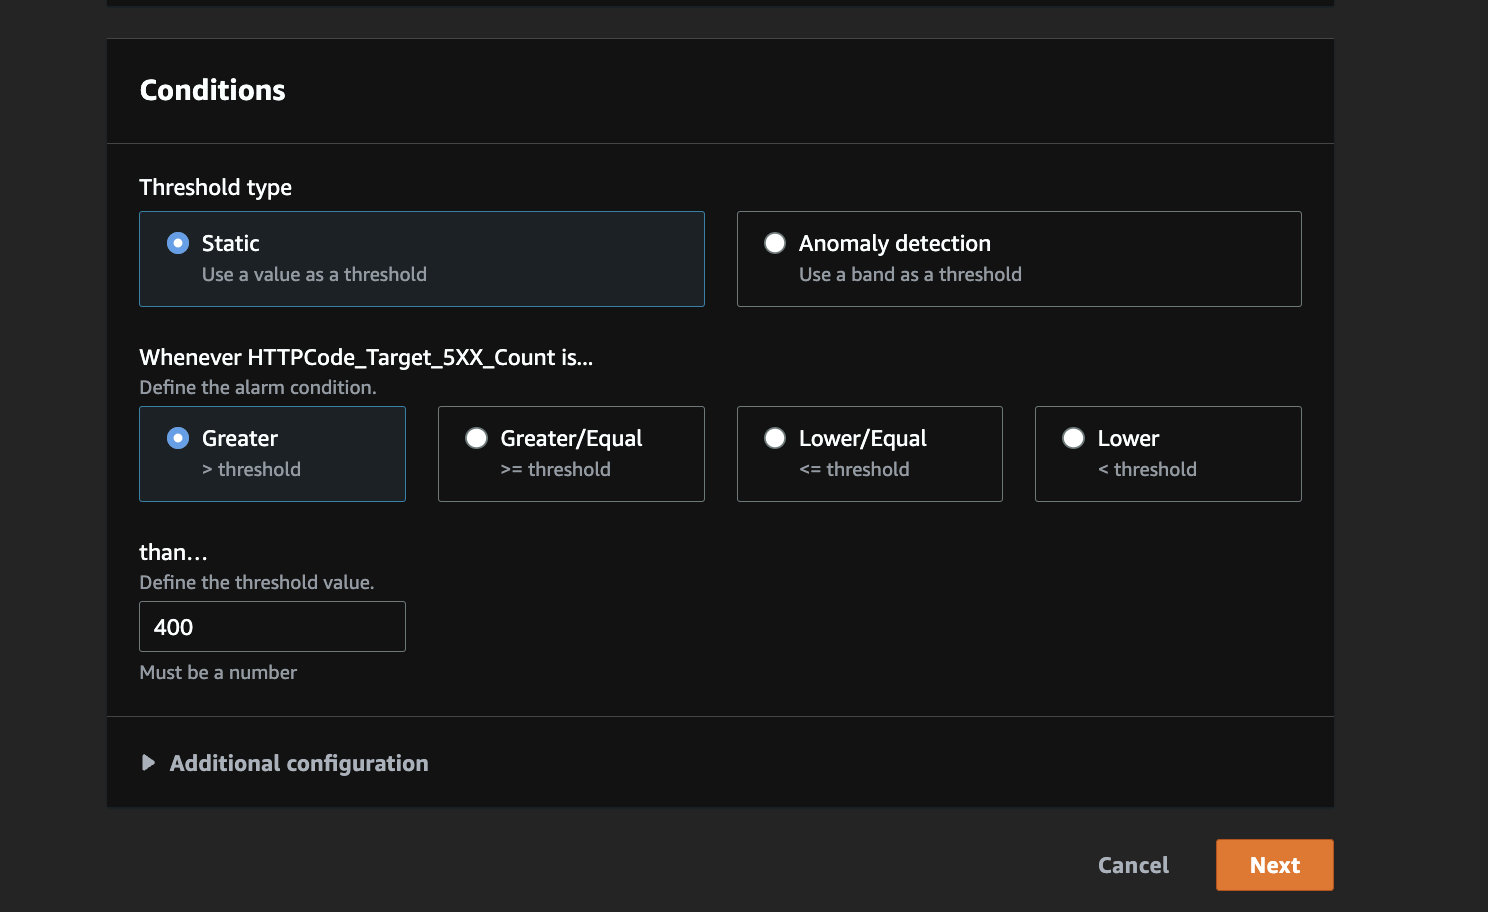 Conditions
Threshold type
Static
Use a value as a threshold
Anomaly detection
Use a band as a threshold
Whenever HTTPCode_Target_5XX_Count is...
Define the alarm condition.
Greater
> threshold
Greater/Equal
>= threshold
Lower/Equal
<= threshold
Lower
< threshold
than...
Define the threshold value.
400
Must be a number
Additional configuration
Cancel
Next